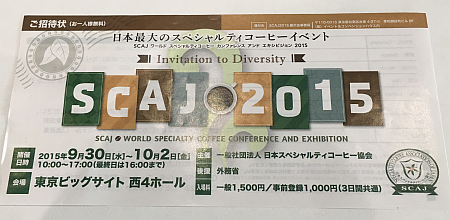 ご招待状(お一人様無料)
日本最大のスペシャルティコーヒーイベント
SCAJ ワールド スペシャルティコーヒー カンファレンス アンド エキシビション 2015
Invitation to Diversity
SCAJ 2015
SCAJ WORLD SPECIALTY COFFEE CONFERENCE AND EXHIBITION
開催日時 2015年9月30日[水]~10月2日[金]
10:00~17:00(最終日は16:00まで)
会場 東京ビッグサイト 西4ホール
主催 一般社団法人 日本スペシャルティコーヒー協会
後援 外務省
入場料 一般1,500円/事前登録1,000円(3日間共通)
SCAJ